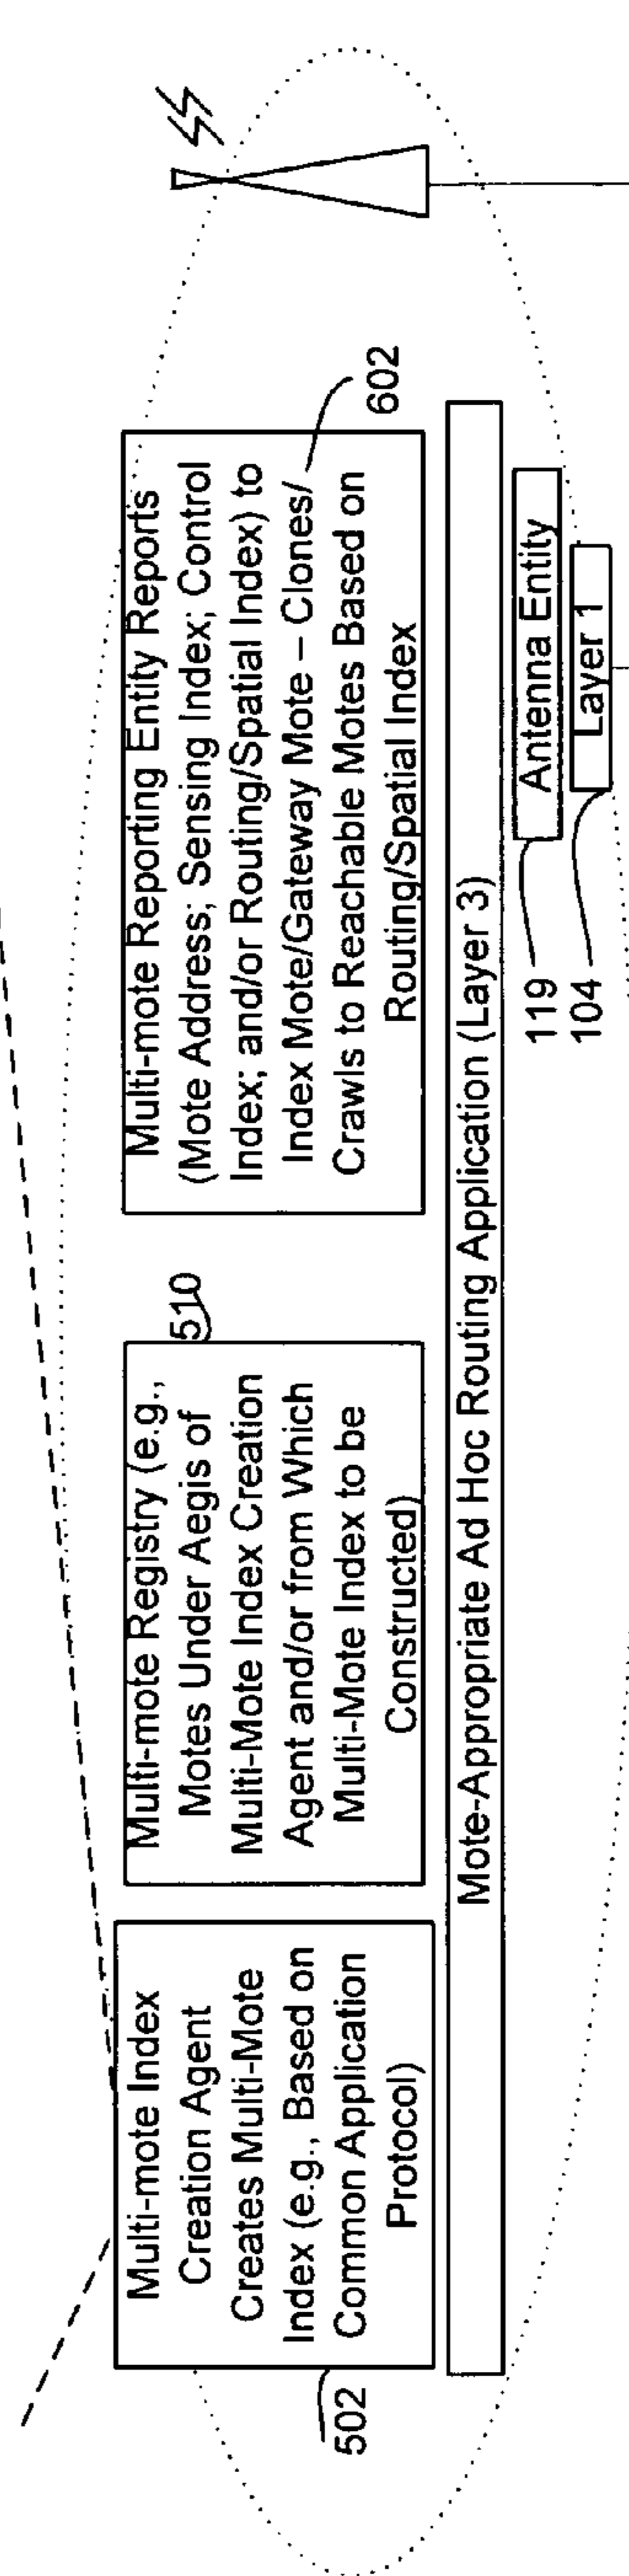 Multi-mote Index
Creation Agent
Creates Multi-Mote
Index (e.g., Based on
Common Application
Protocol)
502
Multi-mote Registry (e.g.,
Motes Under Aegis of
Multi-Mote Index Creation
Agent and/or from Which
Multi-Mote Index to be
Constructed)
510
Multi-mote Reporting Entity Reports
(Mote Address; Sensing Index; Control
Index; and/or Routing/Spatial Index) to
Index Mote/Gateway Mote – Clones/
Crawls to Reachable Motes Based on
Routing/Spatial Index
602
Mote-Appropriate Ad Hoc Routing Application (Layer 3)
119
Antenna Entity
104
Layer 1